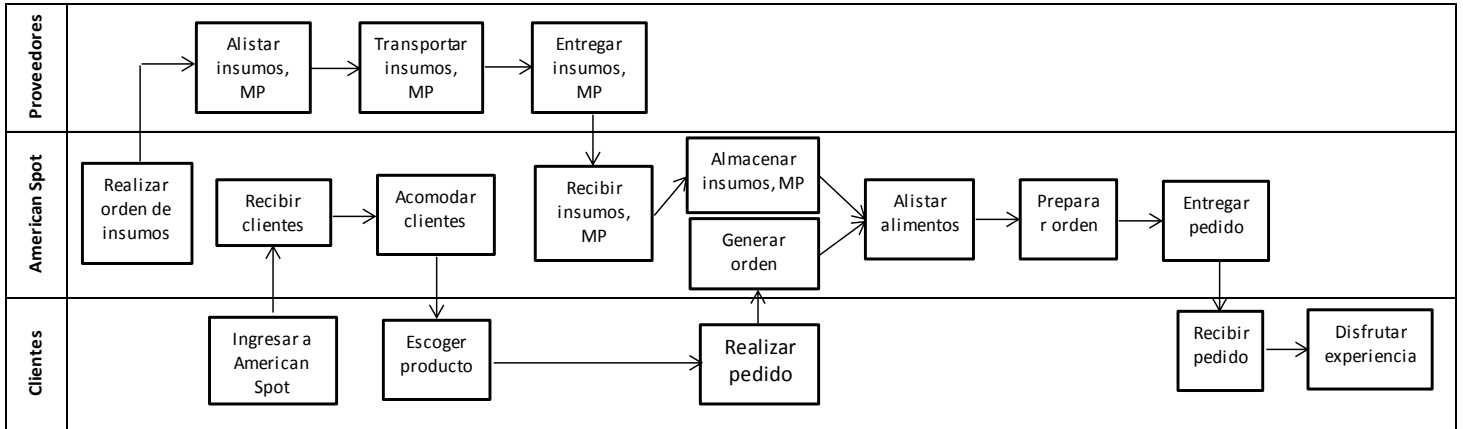 Proveedores
Alistar
insumos,
MP
Transportar
insumos,
MP
Entregar
insumos,
MP
American Spot
Realizar
orden de
insumos
Recibir
clientes
Acomodar
clientes
Recibir
insumos,
MP
Almacenar
insumos, MP
Generar
orden
Alistar
alimentos
Prepara
r orden
Entregar
pedido
Clientes
Ingresar a
American
Spot
Escoger
producto
Realizar
pedido
Recibir
pedido
Disfrutar
experiencia